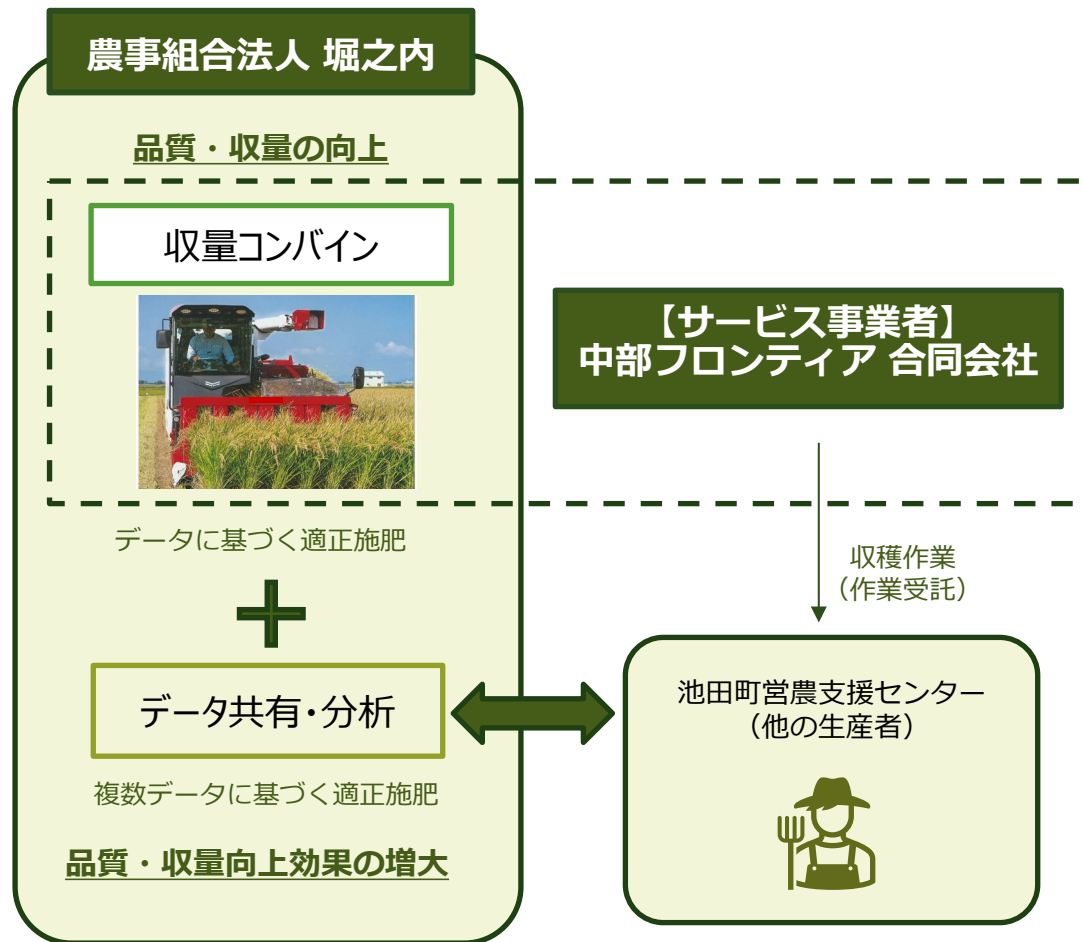 農事組合法人 堀之内
品質・収量の向上
収量コンバイン
データに基づく適正施肥
データ共有・分析
複数データに基づく適正施肥
品質・収量向上効果の増大
【サービス事業者】
中部フロンティア 合同会社
収穫作業
（作業受託）
池田町営農支援センター
（他の生産者）